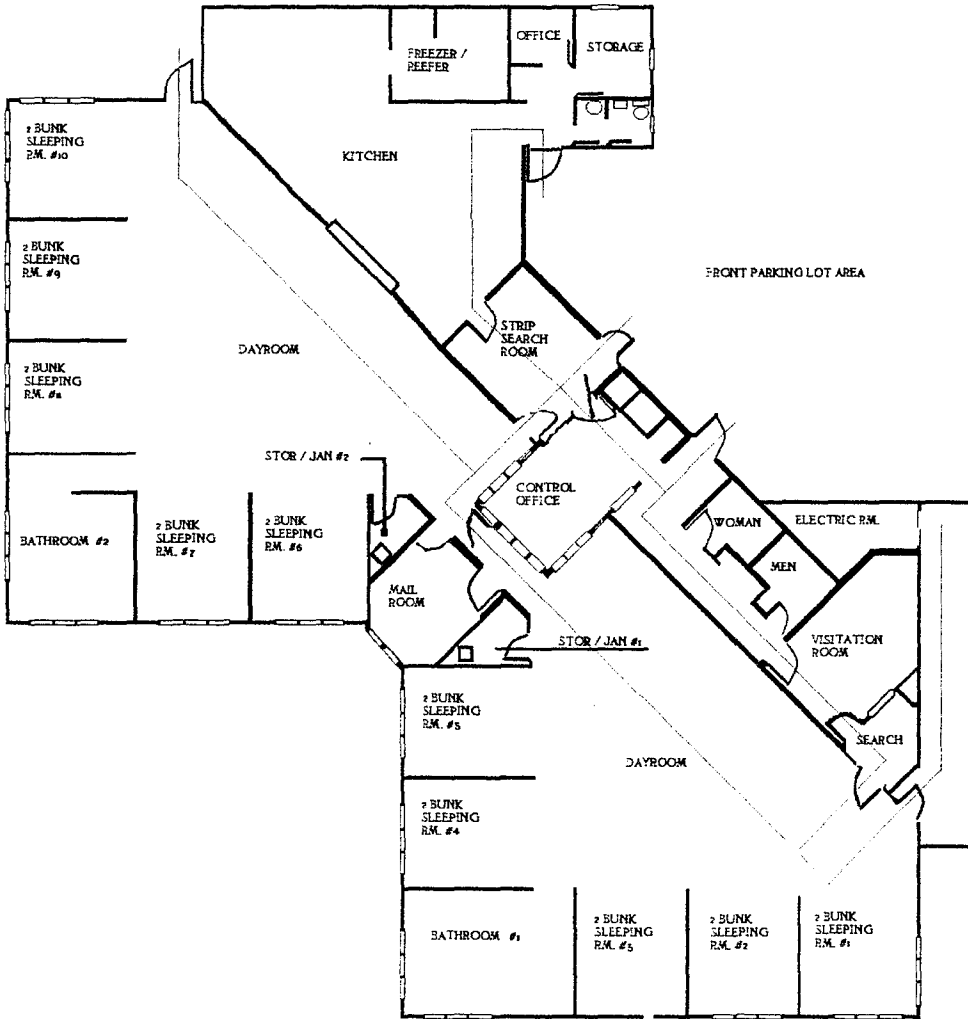 OFFICE
STORAGE
FREEZER /
REEFER
2 BUNK
SLEEPING
RM. #10
KITCHEN
2 BUNK
SLEEPING
RM. #9
FRONT PARKING LOT AREA
STRIP
SEARCH
ROOM
DAYROOM
2 BUNK
SLEEPING
RM. #8
STOR / JAN #2
CONTROL
OFFICE
BATHROOM #2
2 BUNK
SLEEPING
RM. #7
2 BUNK
SLEEPING
RM. #6
WOMAN
ELECTRIC RM.
MEN
MAIL
ROOM
STOR / JAN #1
VISITATION
ROOM
2 BUNK
SLEEPING
RM. #5
SEARCH
DAYROOM
2 BUNK
SLEEPING
RM. #4
BATHROOM #1
2 BUNK
SLEEPING
RM. #3
2 BUNK
SLEEPING
RM. #2
2 BUNK
SLEEPING
RM. #1